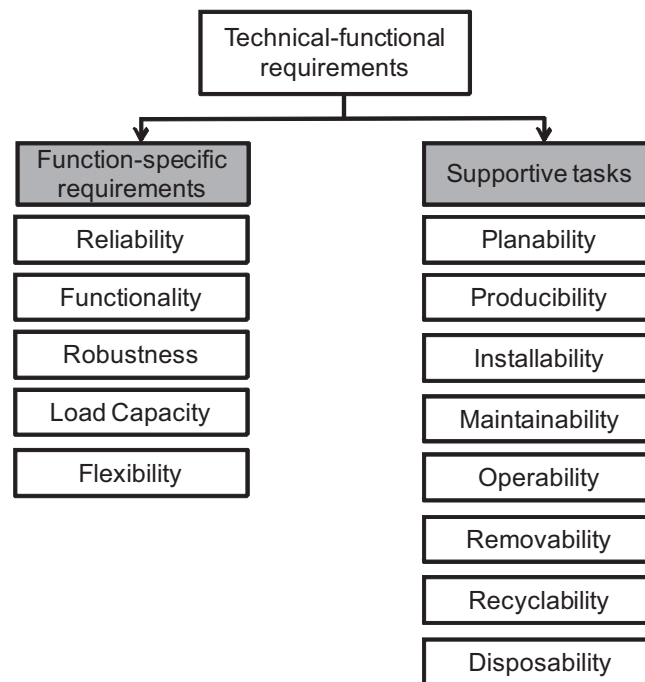 Technical-functional
requirements
Function-specific
requirements
Reliability
Functionality
Robustness
Load Capacity
Flexibility
Supportive tasks
Planability
Producibility
Installability
Maintainability
Operability
Removability
Recyclability
Disposability